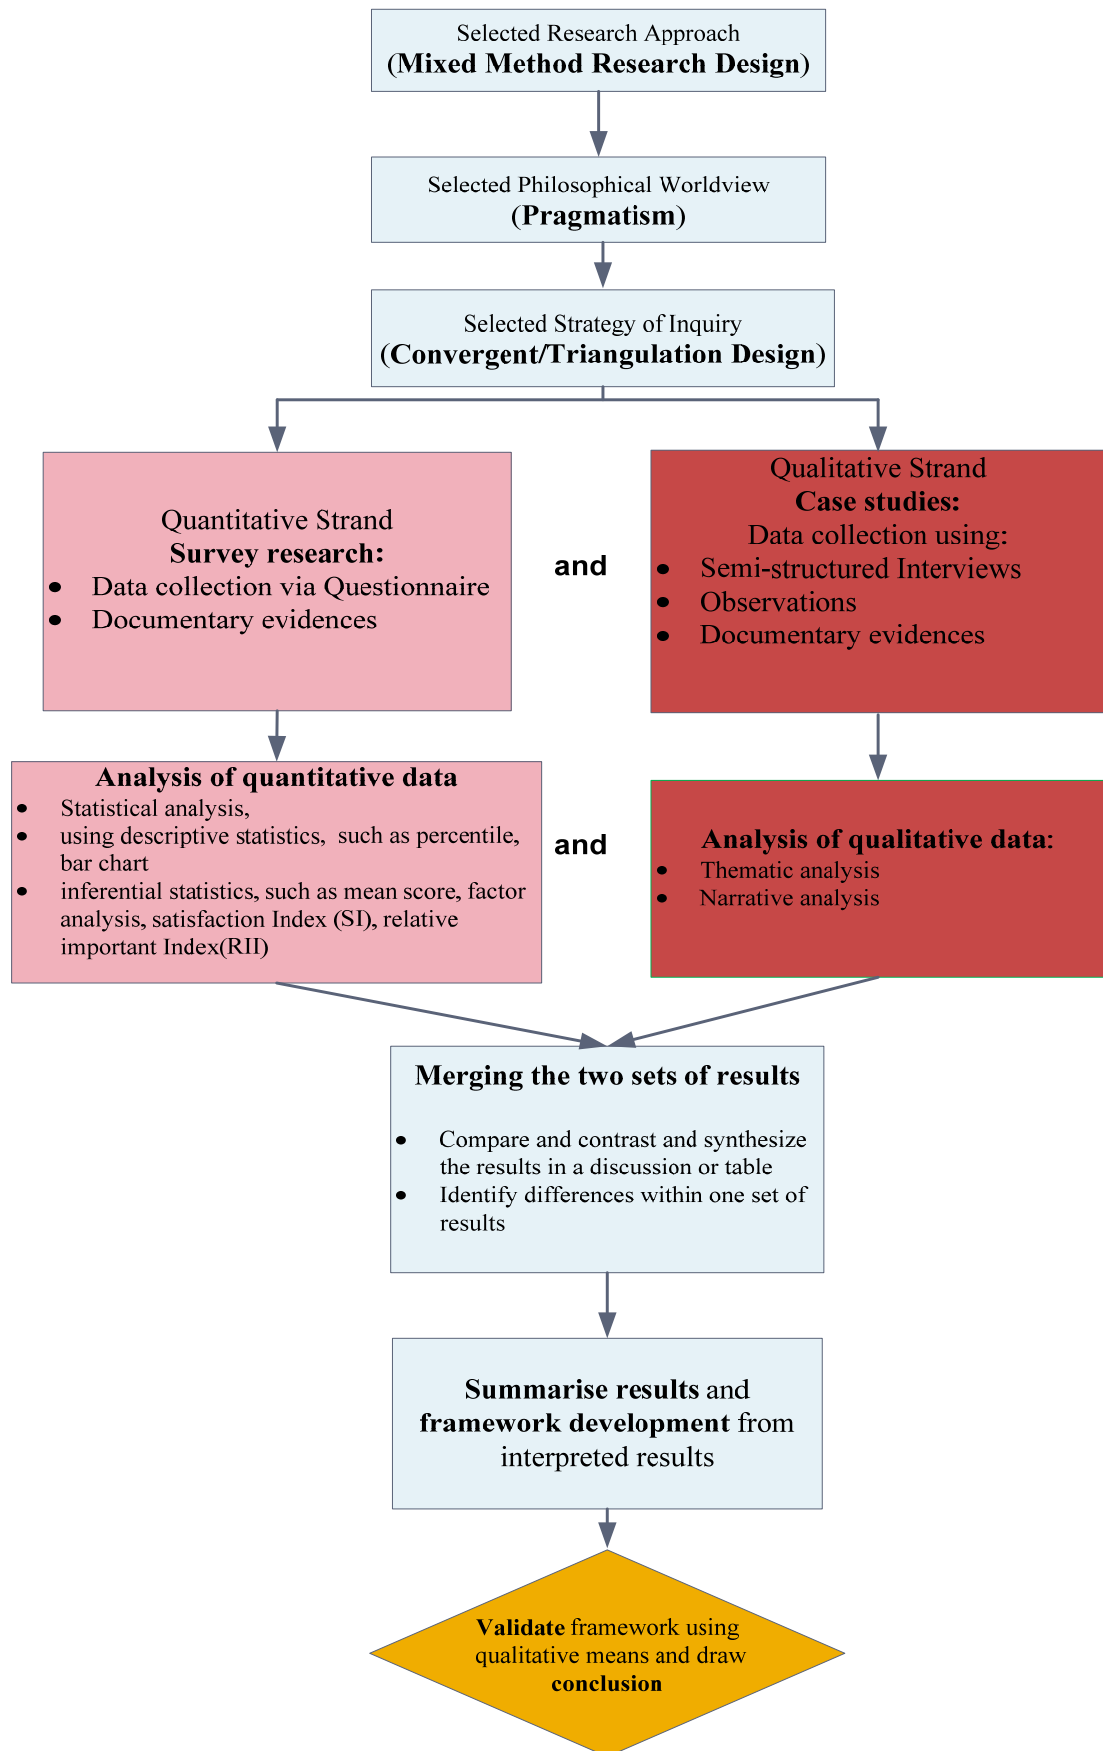 Selected Research Approach
(Mixed Method Research Design)
Selected Philosophical Worldview
(Pragmatism)
Selected Strategy of Inquiry
(Convergent/Triangulation Design)
Quantitative Strand
Survey research:
• Data collection via Questionnaire
• Documentary evidences
and
Qualitative Strand
Case studies:
Data collection using:
• Semi-structured Interviews
• Observations
• Documentary evidences
Analysis of quantitative data
• Statistical analysis,
• using descriptive statistics, such as percentile,
bar chart
• inferential statistics, such as mean score, factor
analysis, satisfaction Index (SI), relative
important Index(RII)
and
Analysis of qualitative data:
• Thematic analysis
• Narrative analysis
Merging the two sets of results
• Compare and contrast and synthesize
the results in a discussion or table
• Identify differences within one set of
results
Summarise results and
framework development from
interpreted results
Validate framework using
qualitative means and draw
conclusion